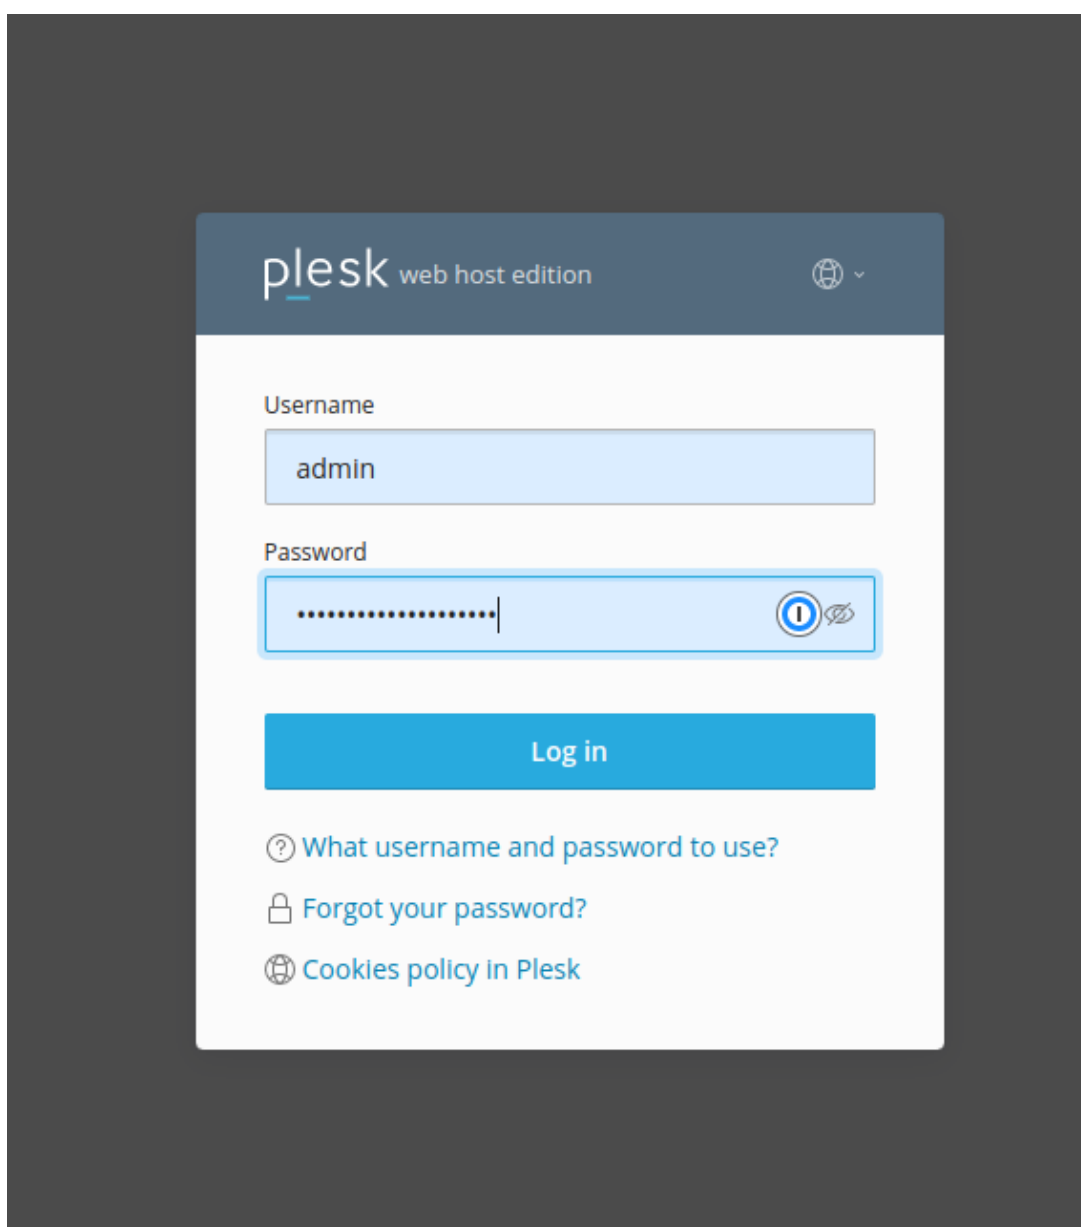 plesk web host edition
Username
admin
Password
••••••••••••••••••••
Log in
What username and password to use?
Forgot your password?
Cookies policy in Plesk